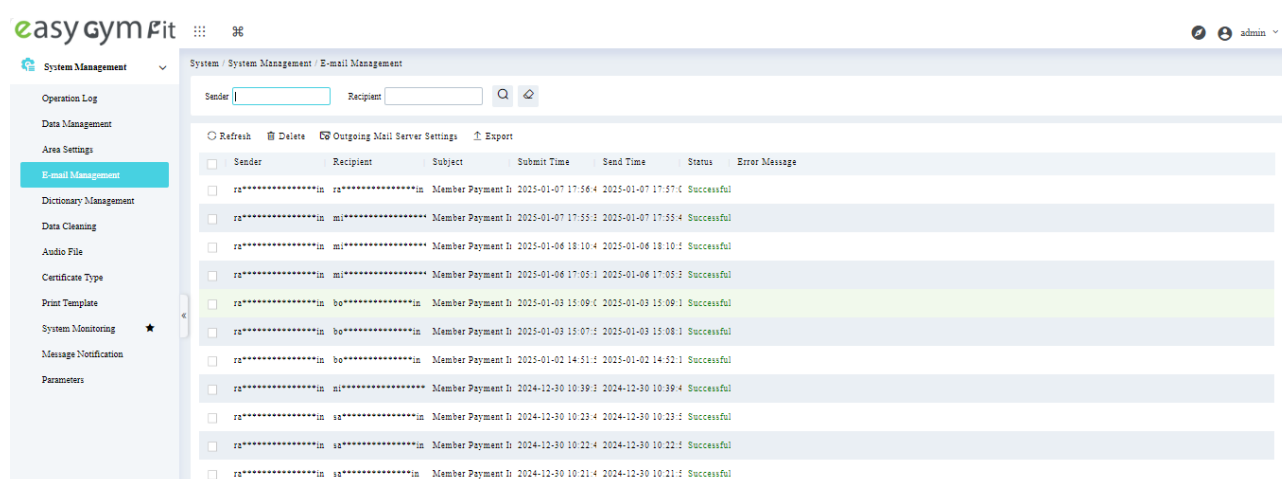 easy Gym Fit
admin
System Management
System / System Management / E-mail Management
Operation Log
Data Management
Area Settings
E-mail Management
Dictionary Management
Data Cleaning
Audio File
Certificate Type
Print Template
System Monitoring
Message Notification
Parameters
Sender Recipient
Refresh Delete Outgoing Mail Server Settings Export
Sender Recipient Subject Submit Time Send Time Status Error Message
ra****************in ra***************in Member Payment 2025-01-07 17:56:4 2025-01-07 17:57: Successful
ra****************in mi***************** Member Payment 2025-01-07 17:55:3 2025-01-07 17:55:4 Successful
ra****************in mi***************** Member Payment 2025-01-06 18:10:4 2025-01-06 18:10: Successful
ra****************in mi***************** Member Payment 2025-01-06 17:05:1 2025-01-06 17:05:3 Successful
ra****************in bo**************in Member Payment 2025-01-03 15:09: 2025-01-03 15:09:1 Successful
ra****************in bo**************in Member Payment 2025-01-03 15:07: 2025-01-03 15:08:1 Successful
ra****************in bo**************in Member Payment 2025-01-02 14:51: 2025-01-02 14:52:1 Successful
ra****************in ni***************** Member Payment 2024-12-30 10:39:3 2024-12-30 10:39:4 Successful
ra****************in sa***************in Member Payment 2024-12-30 10:23:4 2024-12-30 10:23: Successful
ra****************in sa***************in Member Payment 2024-12-30 10:22:4 2024-12-30 10:22: Successful
ra****************in sa**************in Member Payment 2024-12-30 10:21:4 2024-12-30 10:21: Successful